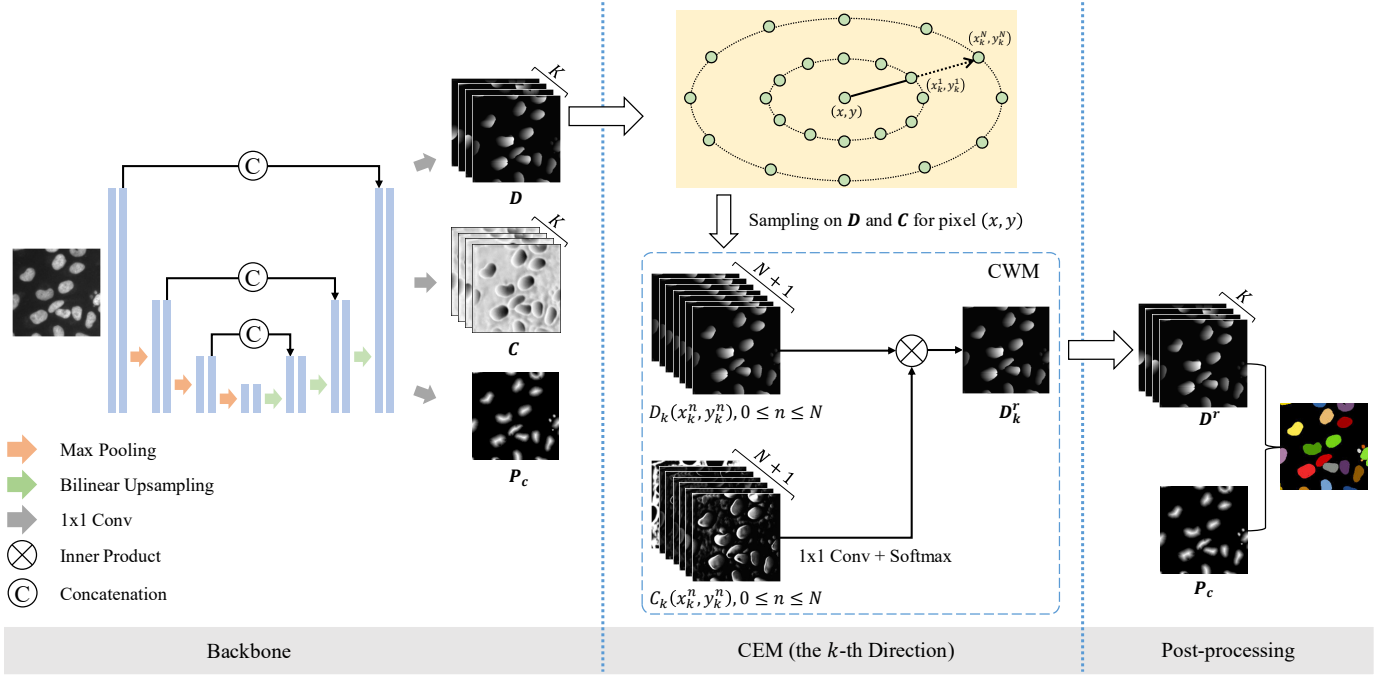 C
C
C
Max Pooling
Bilinear Upsampling
1x1 Conv
Inner Product
C Concatenation
K
D
K
C
P_c
(x_k^N, y_k^N)
(x_k^1, y_k^1)
(x, y)
Sampling on D and C for pixel (x, y)
CWM
N + 1
D_k(x_k^n, y_k^n), 0 ≤ n ≤ N
D_k^r
N + 1
1x1 Conv + Softmax
C_k(x_k^n, y_k^n), 0 ≤ n ≤ N
K
D^r
P_c
Backbone
CEM (the k-th Direction)
Post-processing